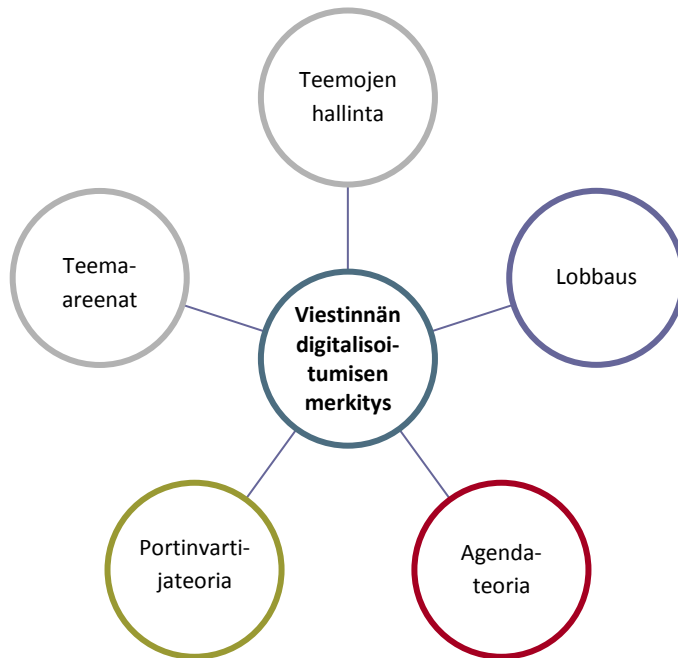 Teemojen
hallinta
Teema-
areenat
Lobbaus
Viestinnän
digitalisoi-
tumisen
merkitys
Portinvarti-
jateoria
Agenda-
teoria